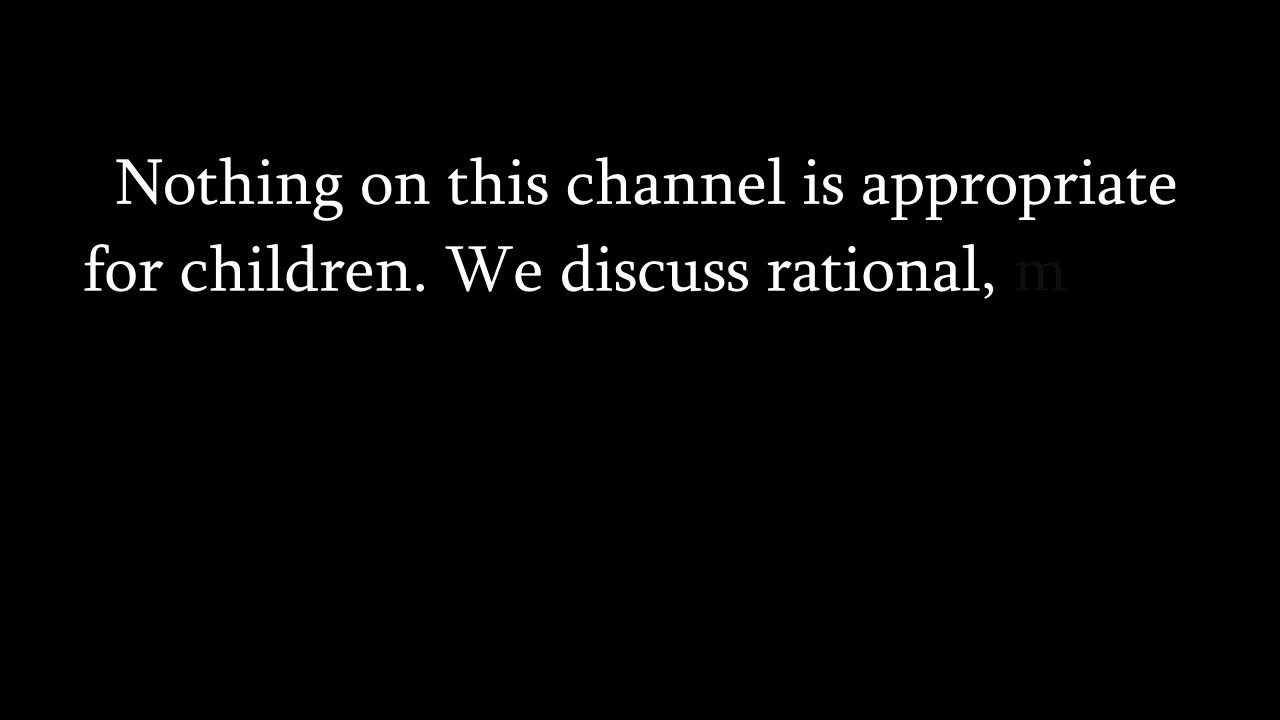 Nothing on this channel is appropriate
for children. We discuss rational, m